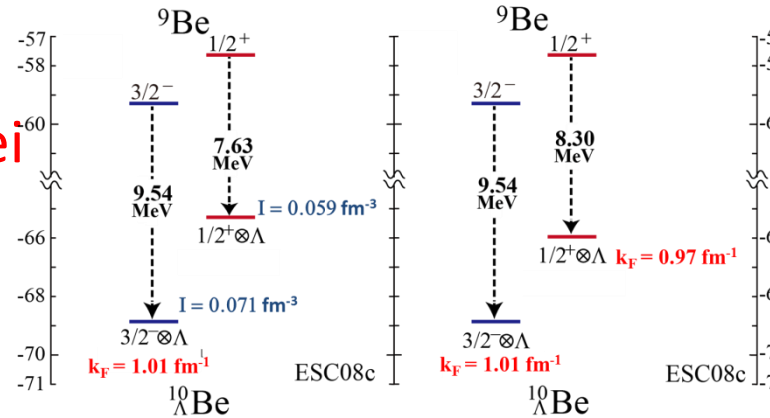 ⁹Be
-57
-58
-60
-66
-68
-70
-71
1/2⁺
3/2⁻
7.63
MeV
9.54
MeV
I = 0.059 fm⁻³
1/2⁺⊗Λ
I = 0.071 fm⁻³
3/2⁻⊗Λ
k_F = 1.01 fm⁻¹
ESC08c
¹⁰_ΛBe
ei
⁹Be
1/2⁺
3/2⁻
8.30
MeV
9.54
MeV
1/2⁺⊗Λ
k_F = 0.97 fm⁻¹
3/2⁻⊗Λ
k_F = 1.01 fm⁻¹
ESC08c
¹⁰_ΛBe